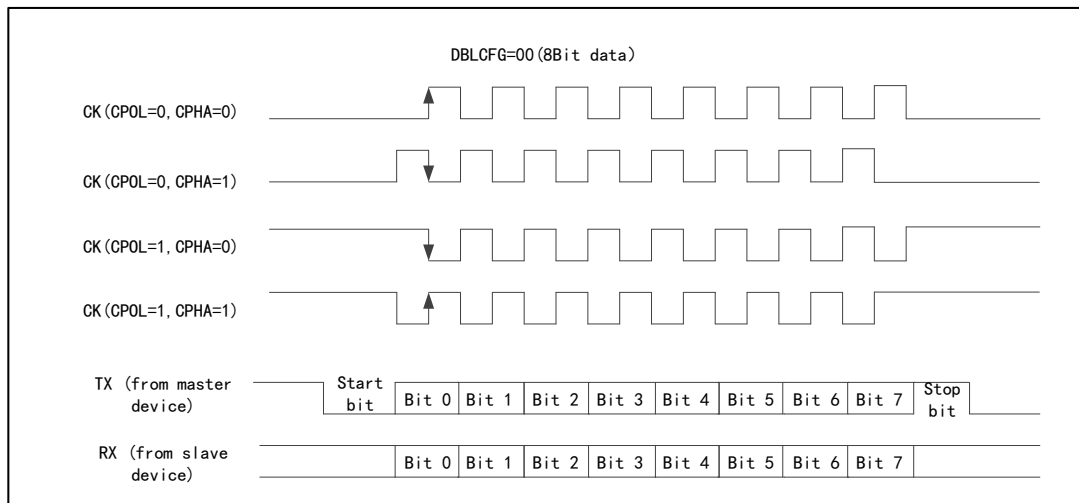 DBLCFG=00(8Bit data)
CK(CPOL=0, CPHA=0)
CK(CPOL=0, CPHA=1)
CK(CPOL=1, CPHA=0)
CK(CPOL=1, CPHA=1)
TX (from master
device)
Start
bit
Bit 0 Bit 1 Bit 2 Bit 3 Bit 4 Bit 5 Bit 6 Bit 7
Stop
bit
RX (from slave
device)
Bit 0 Bit 1 Bit 2 Bit 3 Bit 4 Bit 5 Bit 6 Bit 7